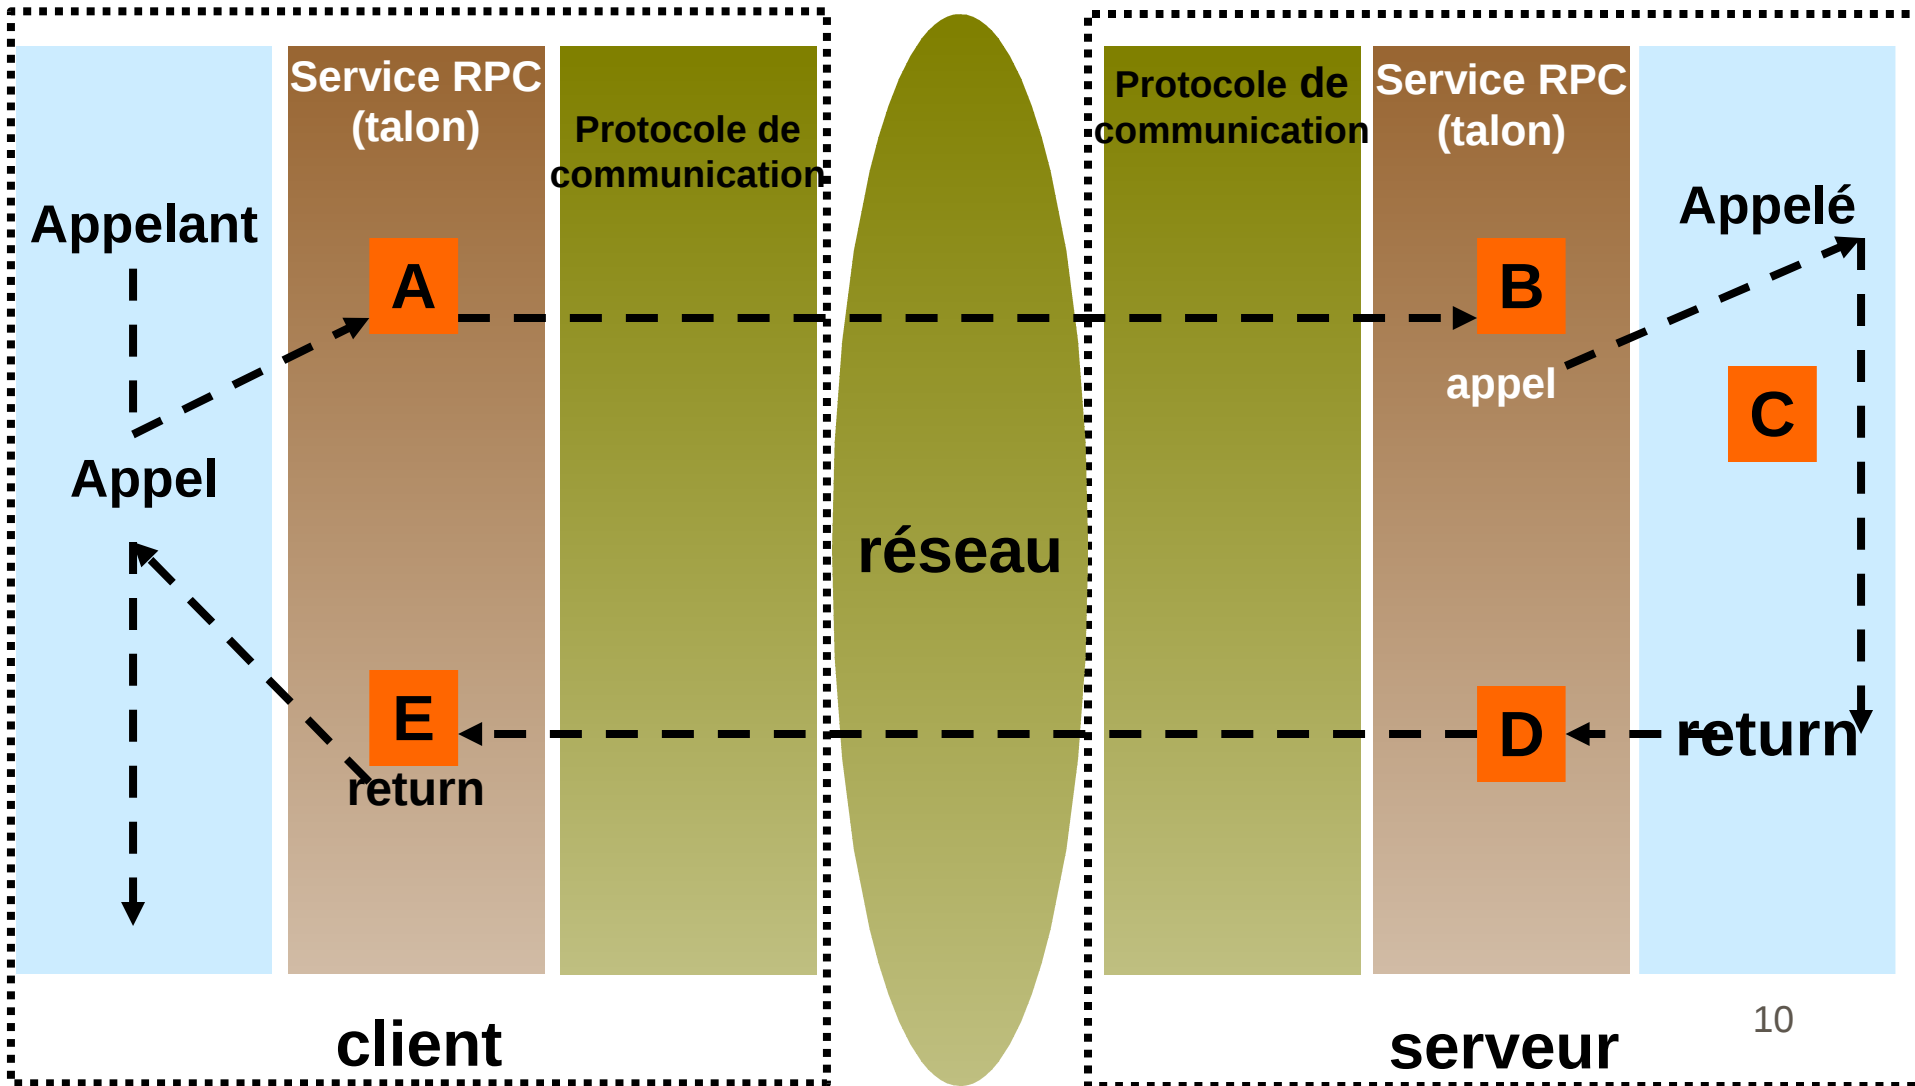 Service RPC
(talon)
Protocole de
communication
Appelant
A
Appel
E
return
client
réseau
Protocole de
communication
Service RPC
(talon)
Appelé
B
appel
C
D
return
serveur
10